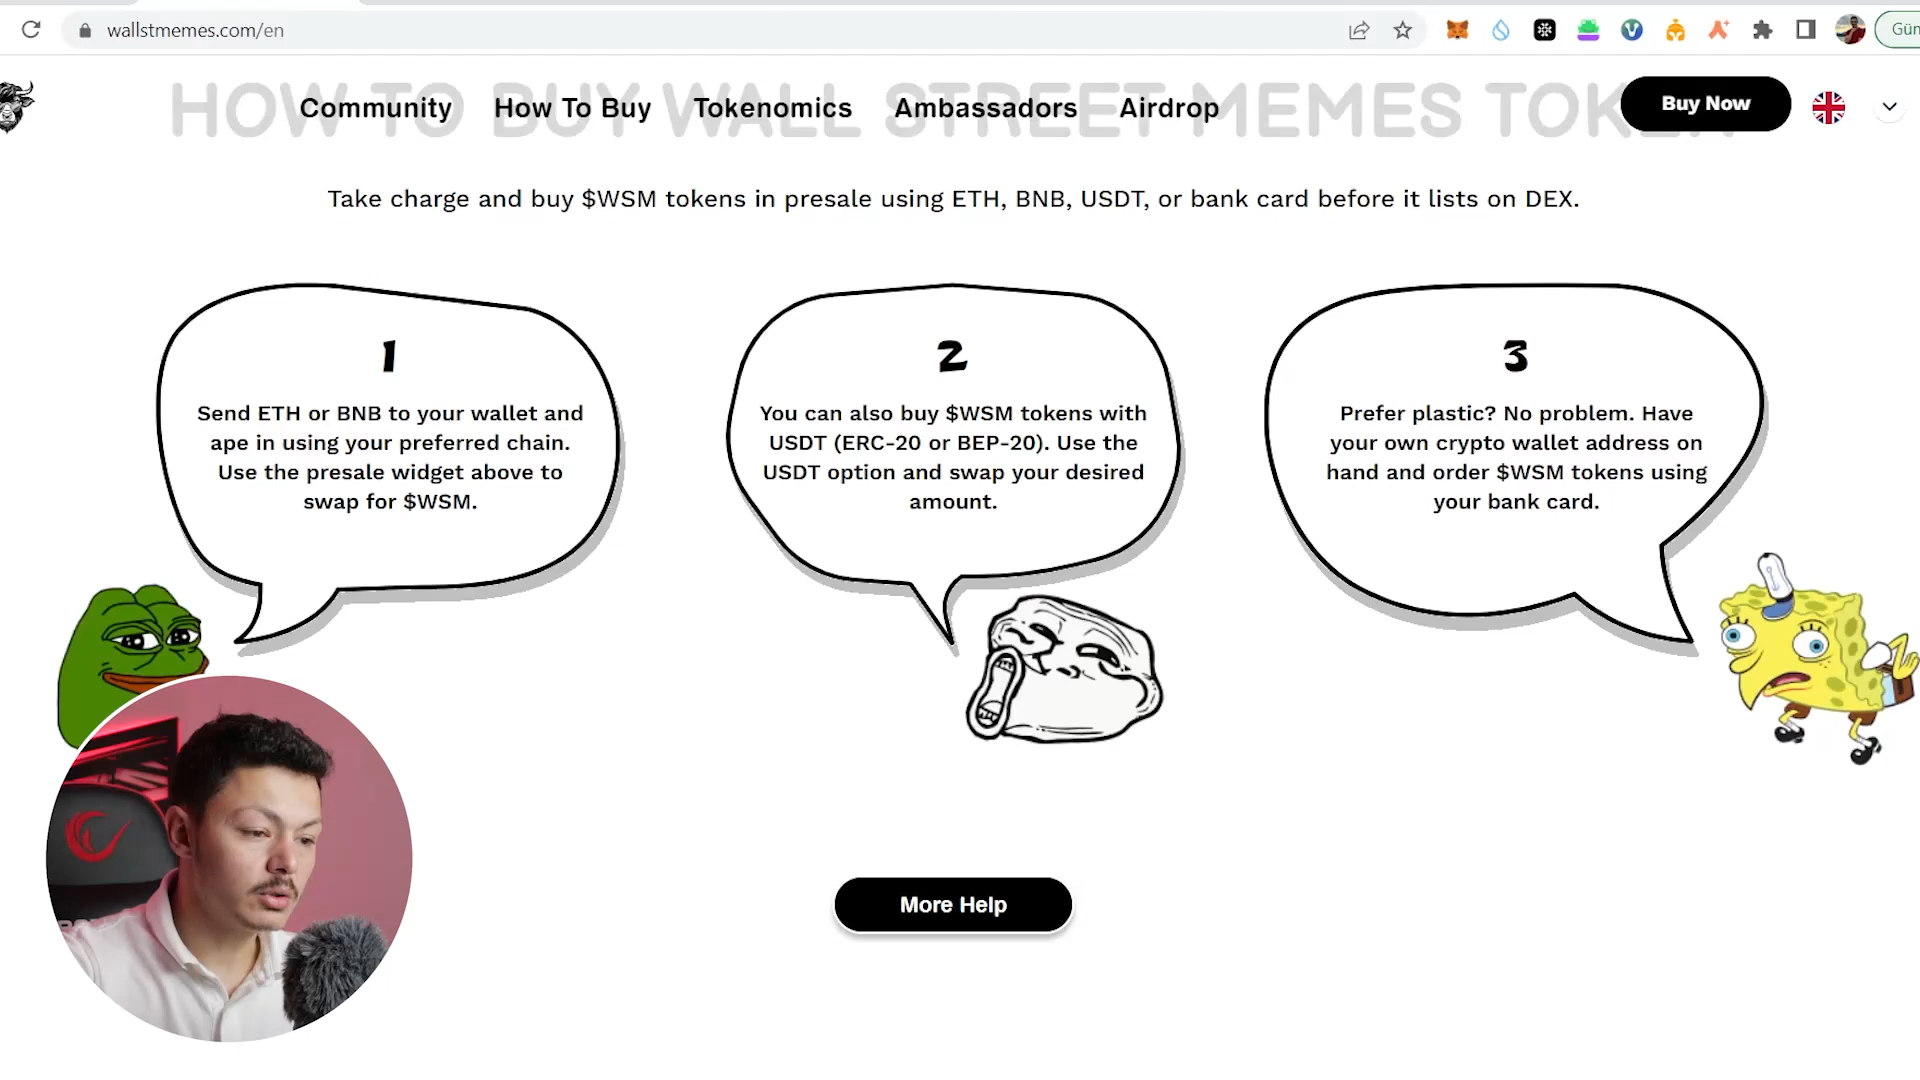 wallstmemes.com/en
Gün
HOW TO BUY WALL STREET MEMES TOKEN
Community How To Buy Tokenomics Ambassadors Airdrop Buy Now
Take charge and buy $WSM tokens in presale using ETH, BNB, USDT, or bank card before it lists on DEX.
1
Send ETH or BNB to your wallet and
ape in using your preferred chain.
Use the presale widget above to
swap for $WSM.
2
You can also buy $WSM tokens with
USDT (ERC-20 or BEP-20). Use the
USDT option and swap your desired
amount.
3
Prefer plastic? No problem. Have
your own crypto wallet address on
hand and order $WSM tokens using
your bank card.
More Help